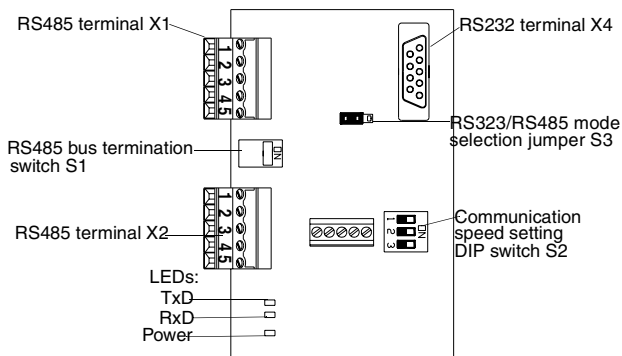 RS485 terminal X1
1
2
3
4
5
RS232 terminal X4
RS323/RS485 mode
selection jumper S3
RS485 bus termination
switch S1
ON
RS485 terminal X2
1
2
3
4
5
1
2
3
ON
Communication
speed setting
DIP switch S2
LEDs:
TxD
RxD
Power